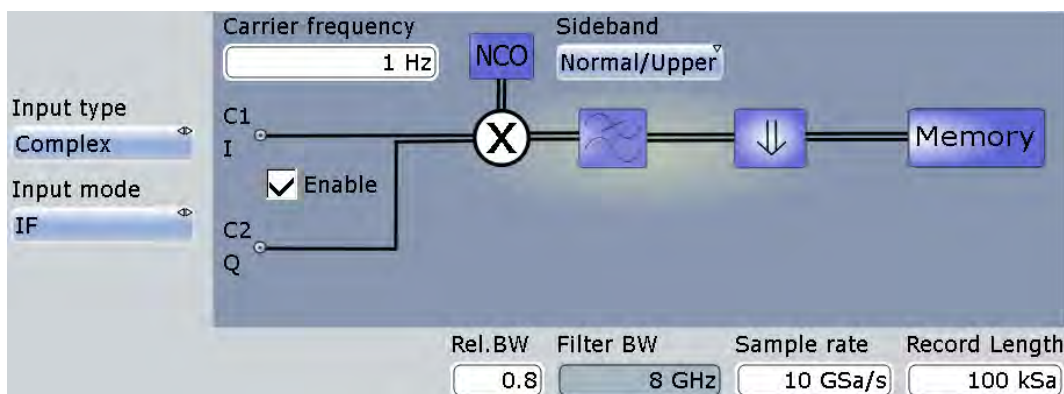 Carrier frequency
Sideband
1 Hz
NCO
Normal/Upper
Input type
Complex
C1
I
X
Memory
Enable
Input mode
IF
C2
Q
Rel.BW
Filter BW
Sample rate
Record Length
0.8
8 GHz
10 GSa/s
100 kSa